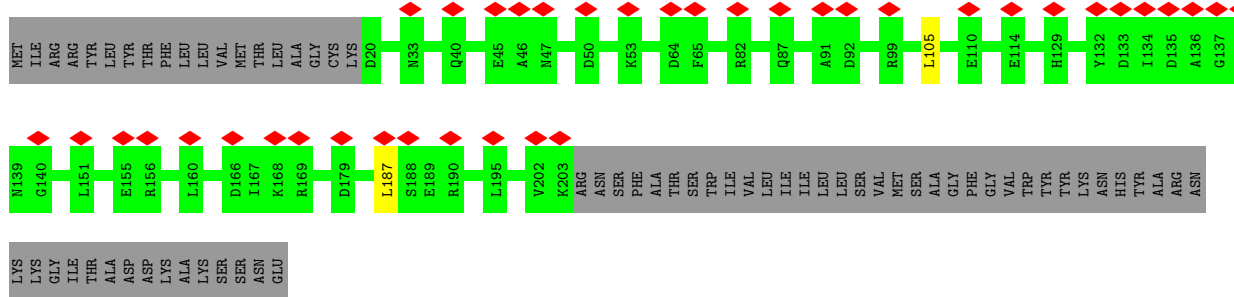 MET ILE ARG ARG TYR LEU TYR THR PHE LEU LEU VAL MET THR LEU ALA GLY CYS LYS D20 N33 Q40 E45 A46 N47 D50 K53 D64 F65 R82 Q87 A91 D92 R99 L105 E110 E114 H129 Y132 D133 I134 D135 A136 G137
N139 G140 L151 E155 R156 L160 D166 I167 K168 R169 D179 L187 S188 E189 R190 L195 V202 K203 ARG ASN SER PHE ALA THR SER TRP ILE VAL LEU ILE ILE LEU LEU SER VAL MET SER ALA GLY PHE GLY VAL TRP TYR TYR LYS ASN HIS TYR ALA ARG ASN
LYS LYS GLY ILE THR ALA ASP ASP LYS ALA LYS SER SER ASN GLU